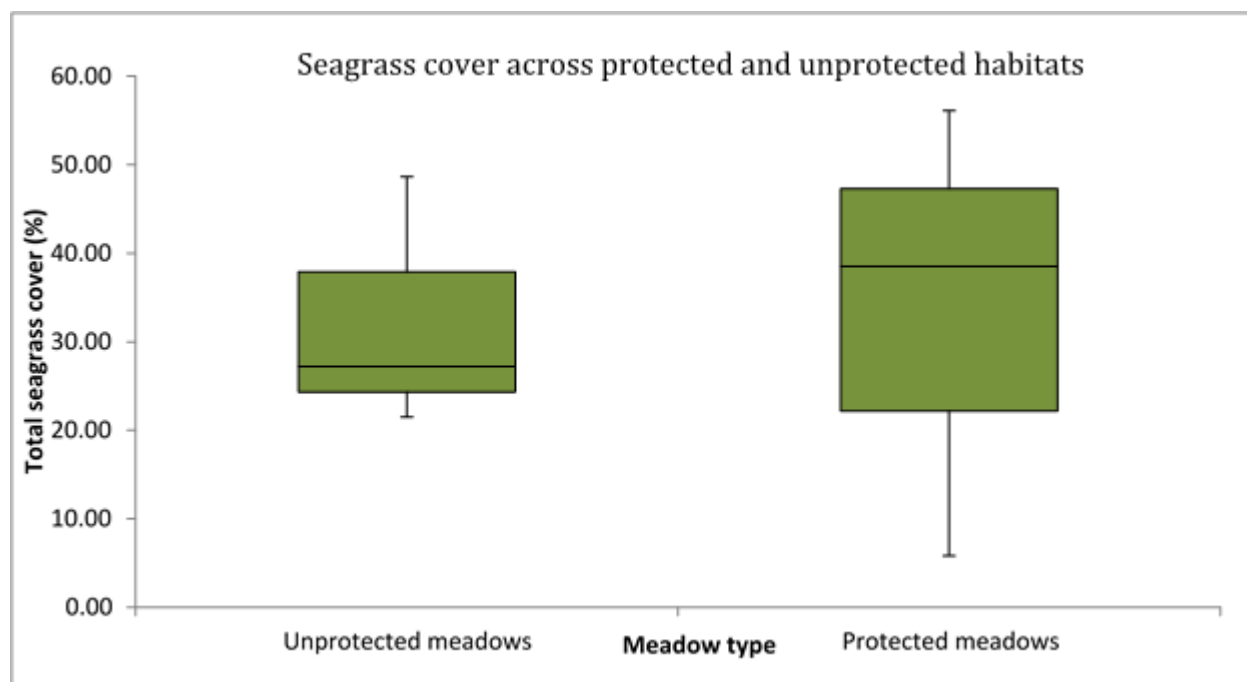 Seagrass cover across protected and unprotected habitats
60.00
50.00
40.00
30.00
20.00
10.00
0.00
Total seagrass cover (%)
Unprotected meadows
Meadow type
Protected meadows